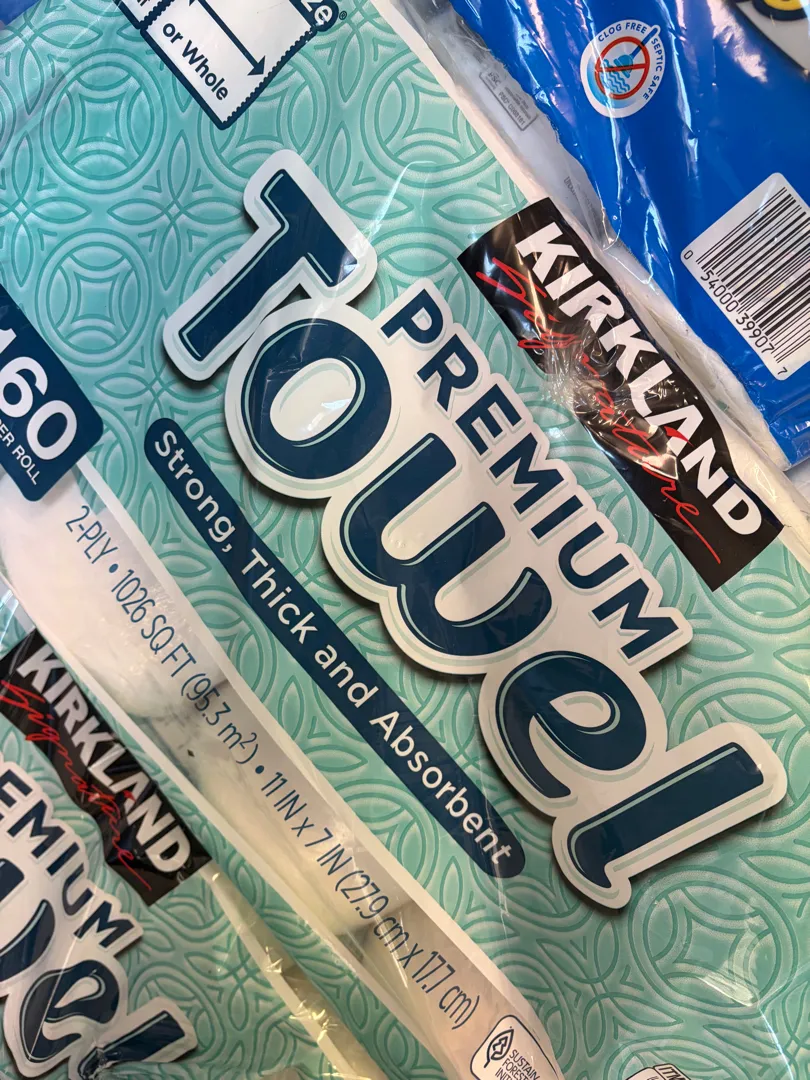 or Whole
CLOG FREE SEPTIC SAFE
0 54000 39907 7
KIRKLAND
Signature
PREMIUM
Towel
Strong, Thick and Absorbent
160
PER ROLL
2-PLY • 1026 SQ FT (95.3 m²) • 11 IN x 7 IN (27.9 cm x 17.7 cm)
KIRKLAND
Signature